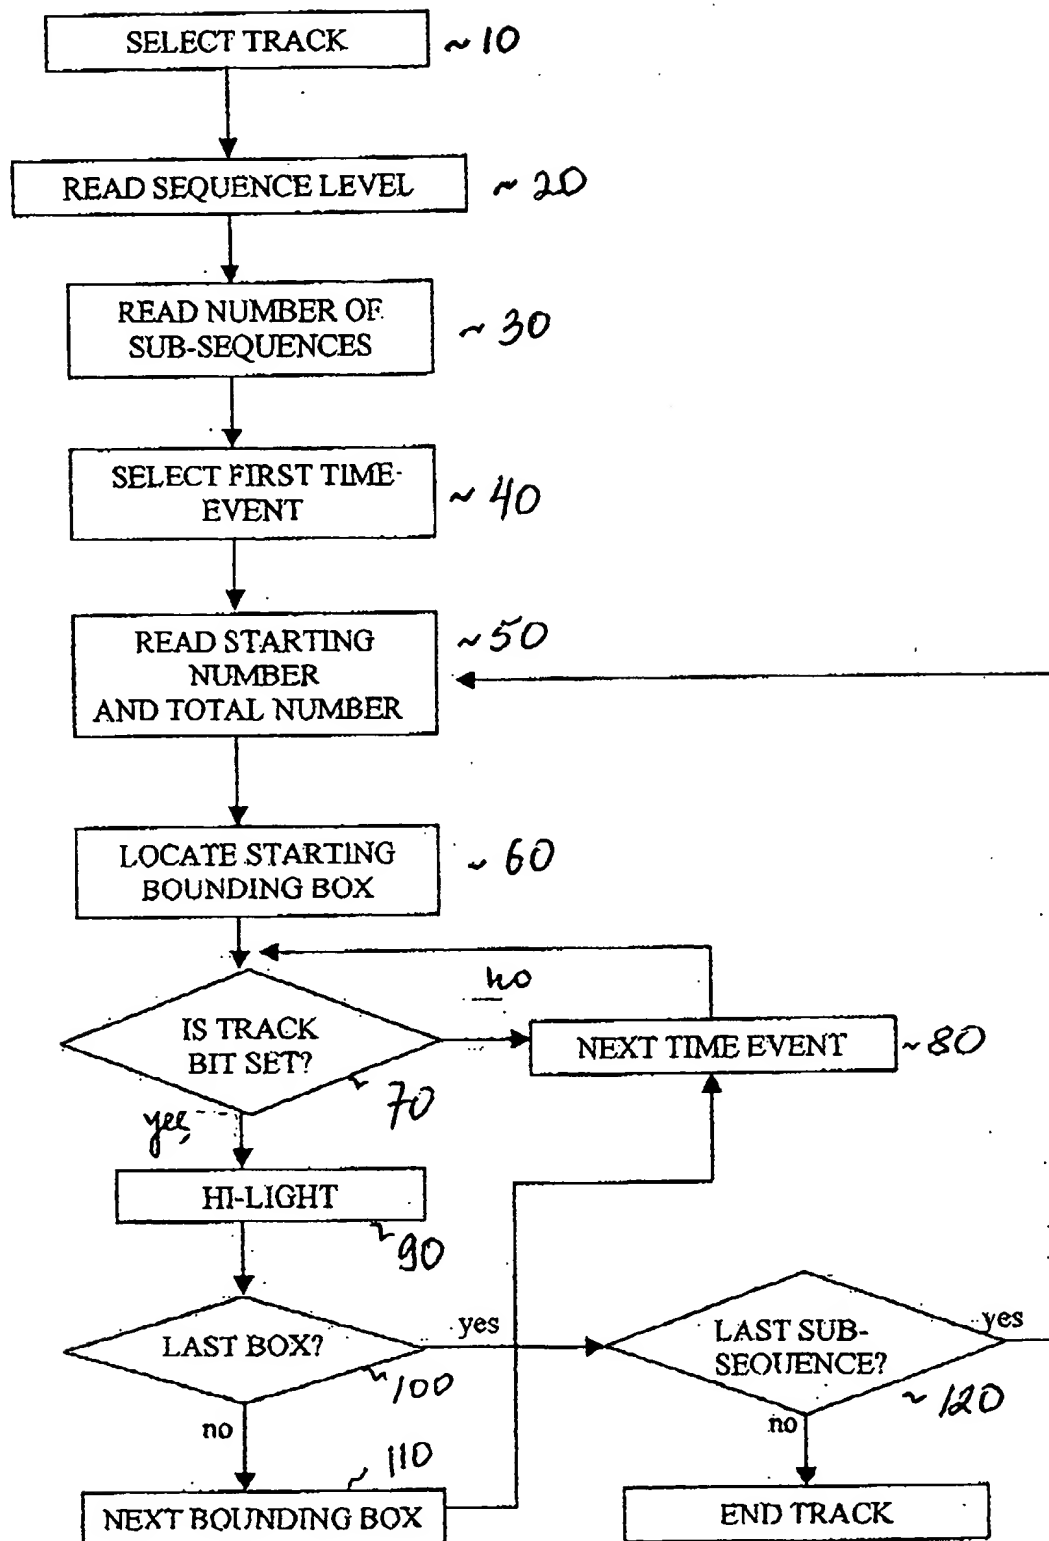 SELECT TRACK ~10
READ SEQUENCE LEVEL ~20
READ NUMBER OF
SUB-SEQUENCES
~30
SELECT FIRST TIME-
EVENT
~40
READ STARTING
NUMBER
AND TOTAL NUMBER
~50
LOCATE STARTING
BOUNDING BOX
~60
IS TRACK
BIT SET?
70
no
NEXT TIME EVENT ~80
yes
HI-LIGHT
90
LAST BOX?
100
yes
LAST SUB-
SEQUENCE?
yes
120
no
110
NEXT BOUNDING BOX
no
END TRACK